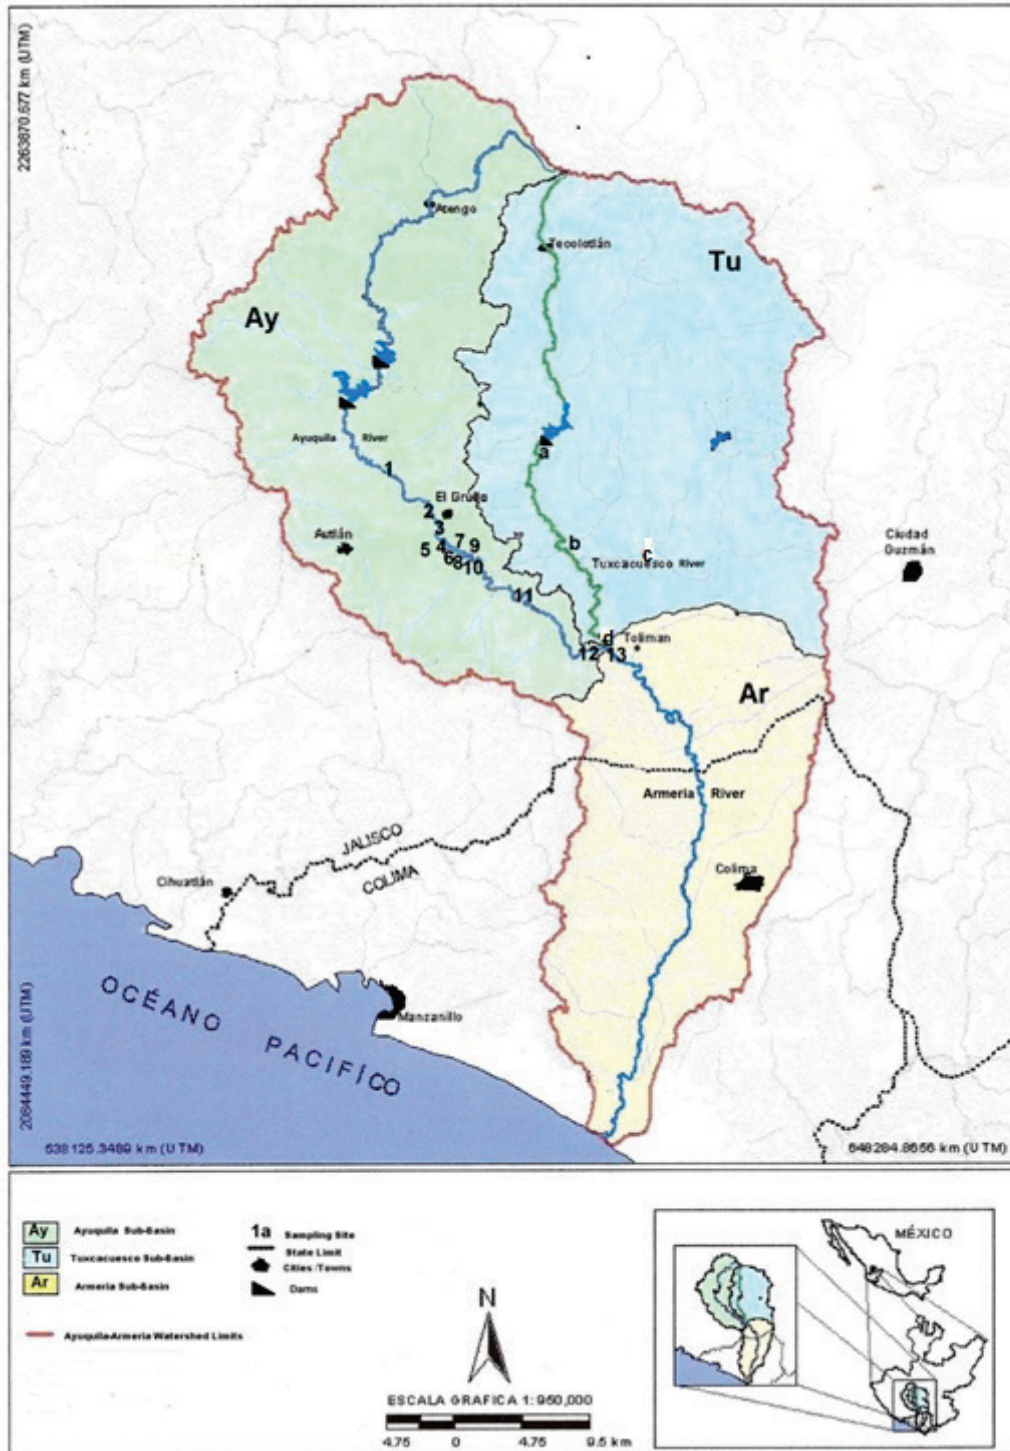 2263870.677 km (UTM)
Atengo
Tecolotlán
Tu
Ay
a
Ayuquila River
1
El Grullo
2
3
Autlán
4
5
6
7
8
9
10
b
c
Tuxcacuesco River
Ciudad
Guzmán
11
d
Toliman
12
13
Ar
Armeria River
JALISCO
COLIMA
Cihuatlán
Colima
OCÉANO PACIFÍCO
Manzanillo
2084449.189 km (UTM)
538125.3489 km (UTM)
648284.8656 km (UTM)
Ay Ayuquila Sub-Basin
Tu Tuxcacuesco Sub-Basin
Ar Armeria Sub-Basin
Ayuquila-Armeria Watershed Limits
1a Sampling Site
State Limit
Cities /Towns
Dams
N
ESCALA GRAFICA 1: 950,000
4.75 0 4.75 9.5 km
MÉXICO